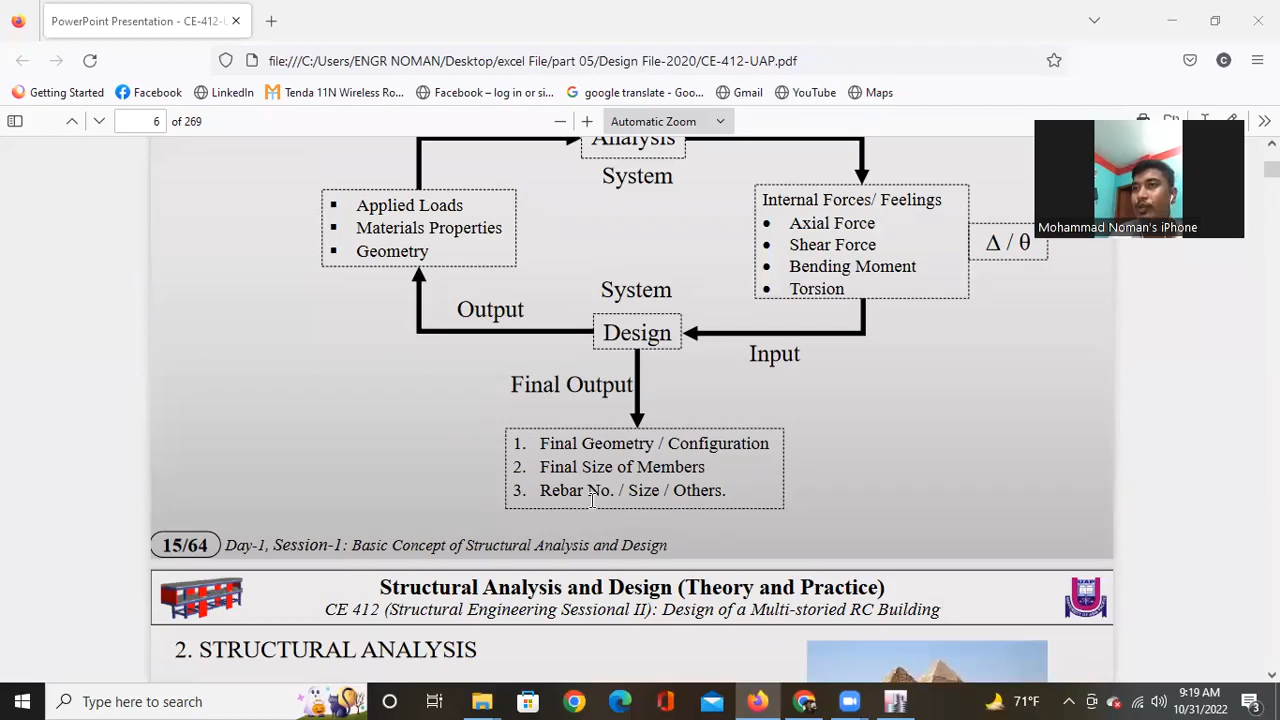 PowerPoint Presentation - CE-412-U
file:///C:/Users/ENGR NOMAN/Desktop/excel File/part 05/Design File-2020/CE-412-UAP.pdf
Getting Started
Facebook
LinkedIn
Tenda 11N Wireless Ro...
Facebook – log in or si...
google translate - Goo...
Gmail
YouTube
Maps
6 of 269
Automatic Zoom
Analysis
System
Applied Loads
Materials Properties
Geometry
Internal Forces/ Feelings
Axial Force
Shear Force
Bending Moment
Torsion
Δ / θ
Mohammad Noman's iPhone
System
Output
Design
Input
Final Output
1. Final Geometry / Configuration
2. Final Size of Members
3. Rebar No. / Size / Others.
15/64 Day-1, Session-1: Basic Concept of Structural Analysis and Design
Structural Analysis and Design (Theory and Practice)
CE 412 (Structural Engineering Sessional II): Design of a Multi-storied RC Building
UAP
2. STRUCTURAL ANALYSIS
Type here to search
71°F
9:19 AM
10/31/2022
3